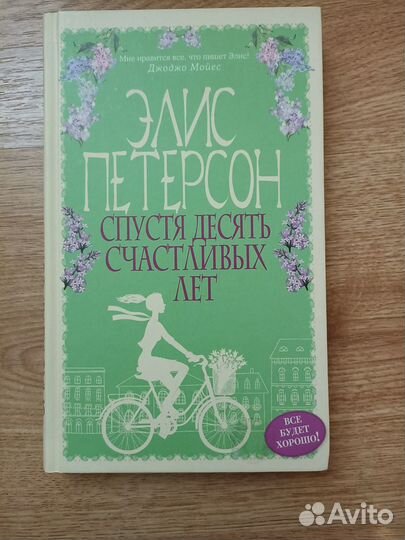 Мне нравится все, что пишет Элис!
Джоджо Мойес
ЭЛИС
ПЕТЕРСОН
СПУСТЯ ДЕСЯТЬ
СЧАСТЛИВЫХ
ЛЕТ
ВСЕ
БУДЕТ
ХОРОШО!
Avito